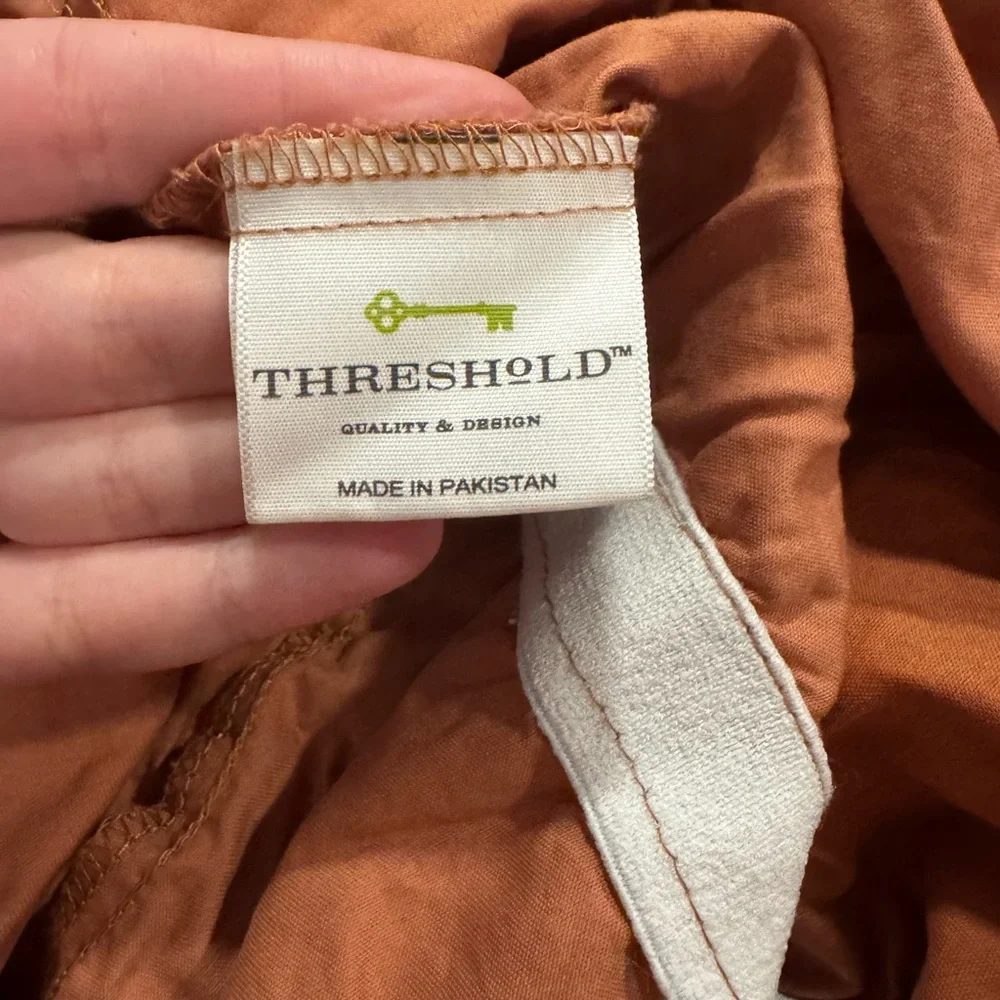 THRESHOLD™
QUALITY & DESIGN
MADE IN PAKISTAN